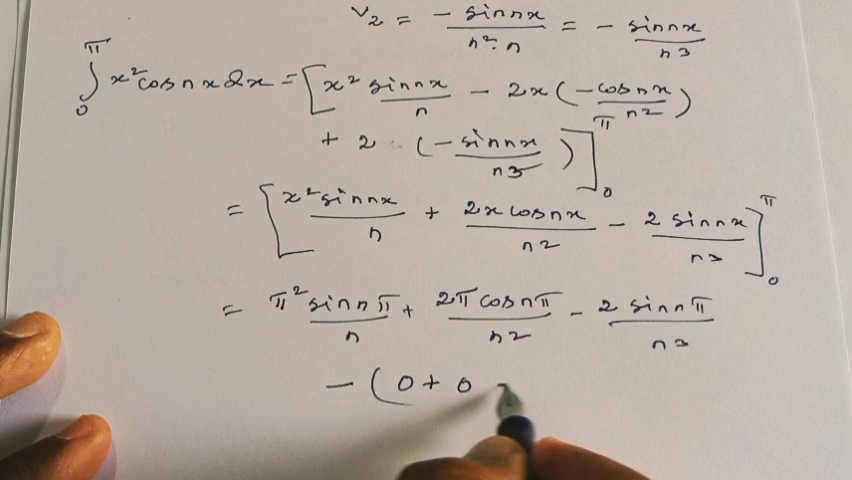 v₂ = - sin nx / n²·n = - sin nx / n³
∫₀^π x² cos nx dx = [ x² sin nx / n - 2x ( - cos nx / n² )
+ 2 ( - sin nx / n³ ) ]₀^π
= [ x² sin nx / n + 2x cos nx / n² - 2 sin nx / n³ ]₀^π
= π² sin nπ / n + 2π cos nπ / n² - 2 sin nπ / n³
- ( 0 + 0 -